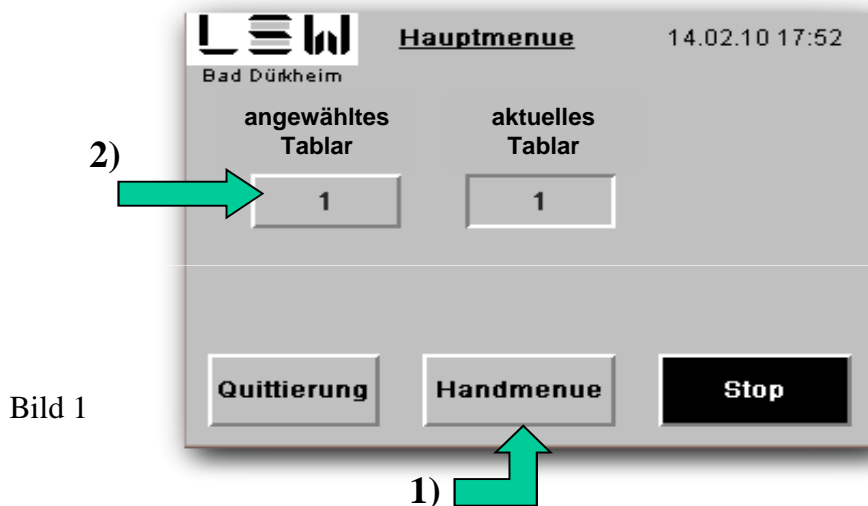 LSW Hauptmenue 14.02.10 17:52
Bad Dürkheim
angewähltes aktuelles
Tablar Tablar
2)
1 1
Quittierung Handmenue Stop
Bild 1
1)